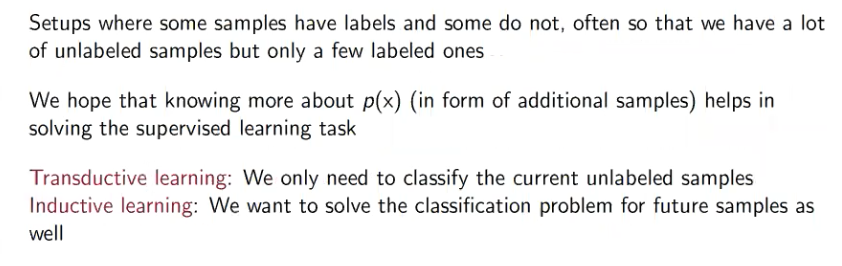 Setups where some samples have labels and some do not, often so that we have a lot
of unlabeled samples but only a few labeled ones
We hope that knowing more about p(x) (in form of additional samples) helps in
solving the supervised learning task
Transductive learning: We only need to classify the current unlabeled samples
Inductive learning: We want to solve the classification problem for future samples as
well